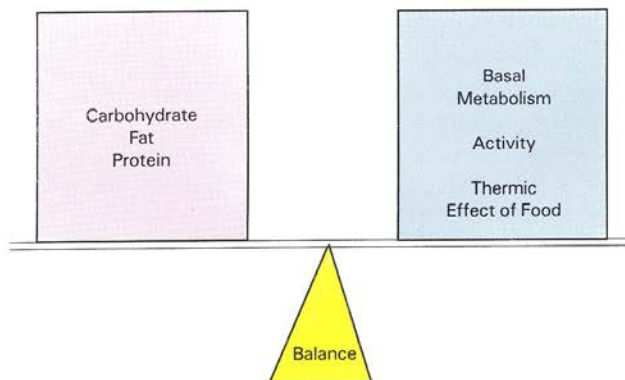 Carbohydrate
Fat
Protein
Basal
Metabolism
Activity
Thermic
Effect of Food
Balance